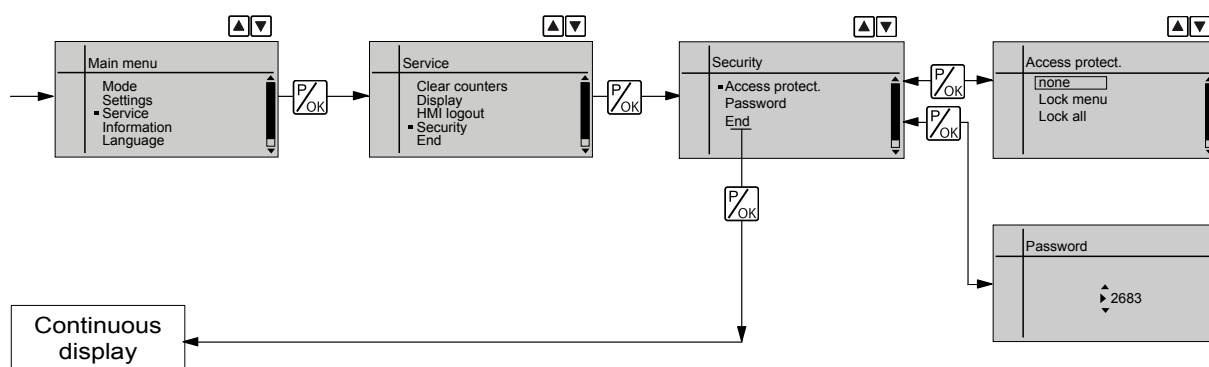 Main menu
Mode
Settings
Service
Information
Language
P/OK
Service
Clear counters
Display
HMI logout
Security
End
P/OK
Security
Access protect.
Password
End
P/OK
P/OK
Access protect.
none
Lock menu
Lock all
P/OK
Password
2683
Continuous
display